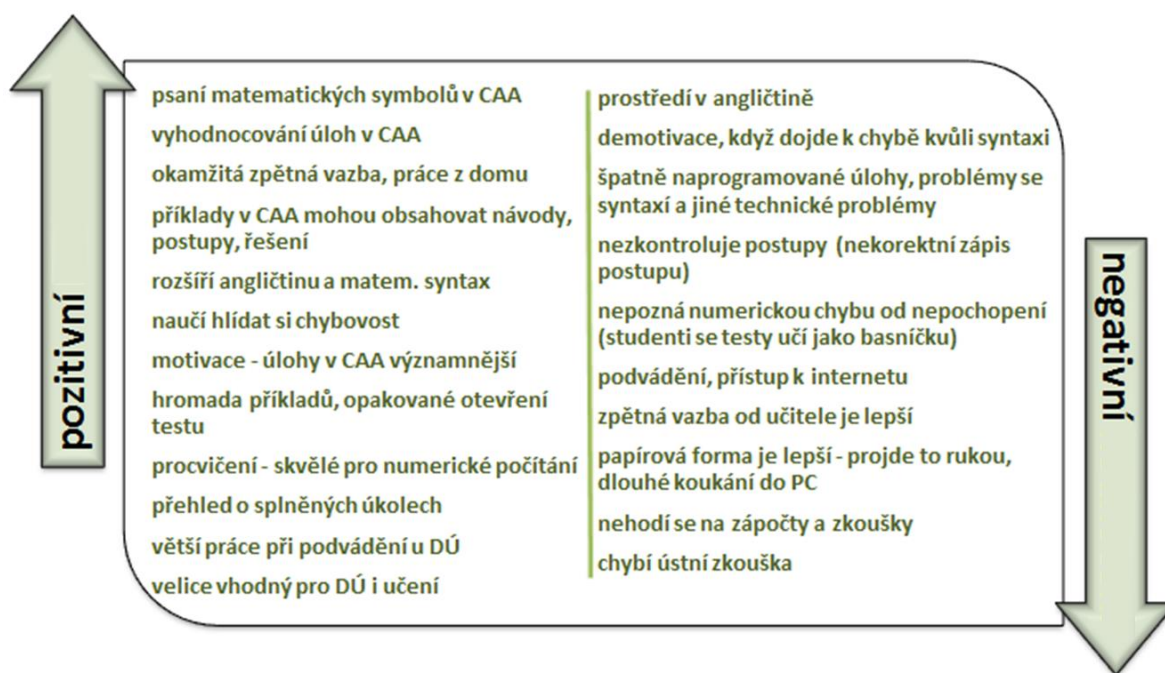 pozitivní
psaní matematických symbolů v CAA
vyhodnocování úloh v CAA
okamžitá zpětná vazba, práce z domu
příklady v CAA mohou obsahovat návody,
postupy, řešení
rozšíří angličtinu a matem. syntax
naučí hlídat si chybovost
motivace - úlohy v CAA významnější
hromada příkladů, opakované otevření
testu
procvičení - skvělé pro numerické počítání
přehled o splněných úkolech
větší práce při podvádění u DÚ
velice vhodný pro DÚ i učení
prostředí v angličtině
demotivace, když dojde k chybě kvůli syntaxi
špatně naprogramované úlohy, problémy se
syntaxí a jiné technické problémy
nezkontroluje postupy (nekorektní zápis
postupu)
nepozná numerickou chybu od nepochopení
(studenti se testy učí jako basničku)
podvádění, přístup k internetu
zpětná vazba od učitele je lepší
papírová forma je lepší - projde to rukou,
dlouhé koukání do PC
nehodí se na zápočty a zkoušky
chybí ústní zkouška
negativní